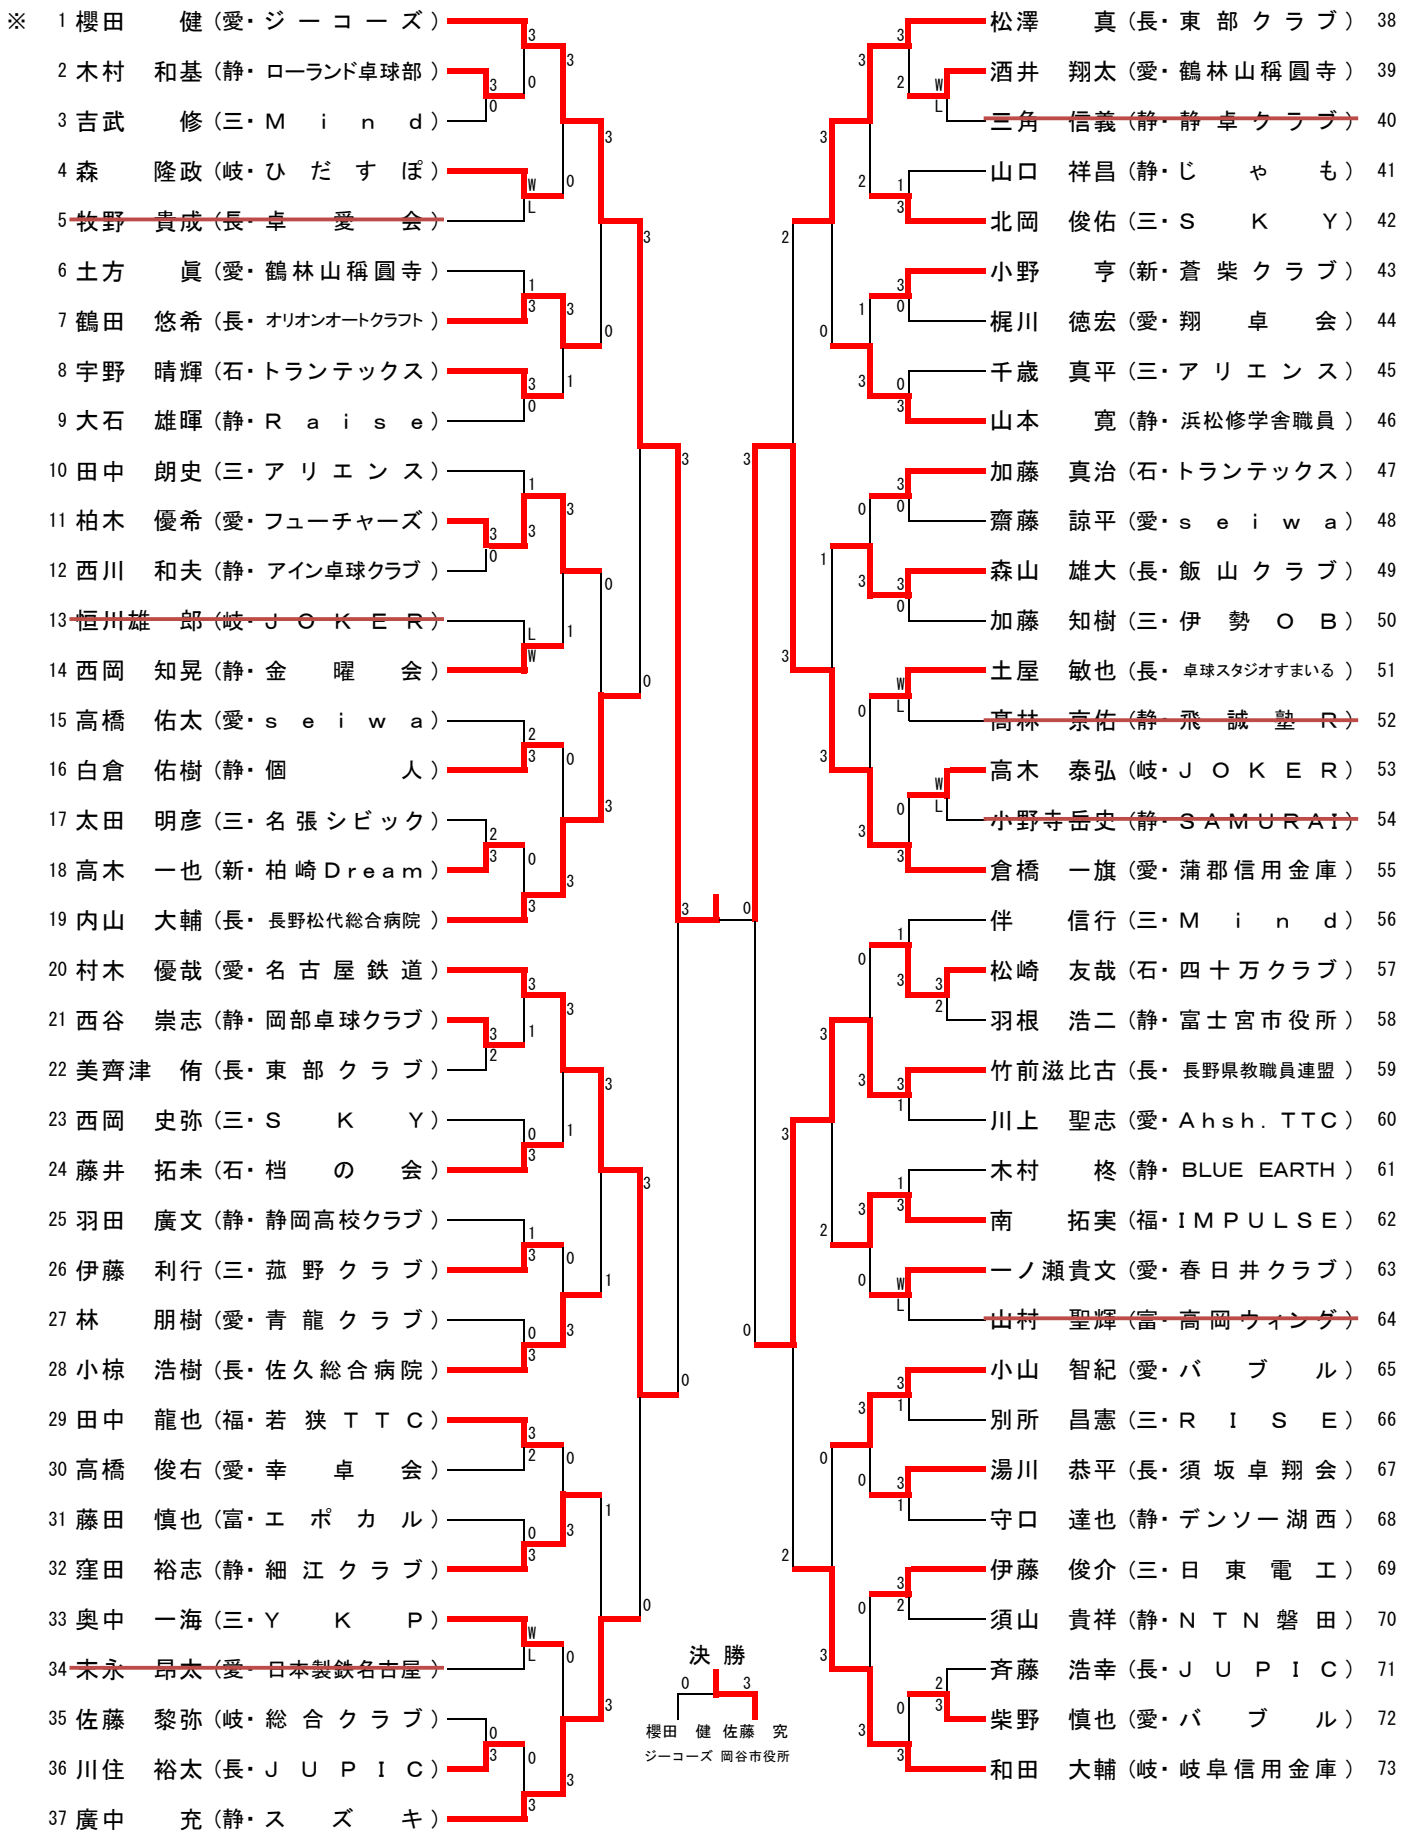 ※ 1 櫻田 健 (愛・ジーコーズ)
2 木村 和基 (静・ローランド卓球部)
3 吉武 修 (三・Mind)
4 森 隆政 (岐・ひだすぽ)
5 牧野 貴成 (長・卓愛会)
6 土方 眞 (愛・鶴林山稱圓寺)
7 鶴田 悠希 (長・オリオンオートクラフト)
8 宇野 晴輝 (石・トランテックス)
9 大石 雄暉 (静・Raise)
10 田中 朗史 (三・アリエンス)
11 柏木 優希 (愛・フューチャーズ)
12 西川 和夫 (静・アイン卓球クラブ)
13 恒川雄 郎 (岐・JOKER)
14 西岡 知晃 (静・金曜会)
15 高橋 佑太 (愛・seiwa)
16 白倉 佑樹 (静・個人)
17 太田 明彦 (三・名張シビック)
18 高木 一也 (新・柏崎Dream)
19 内山 大輔 (長・長野松代総合病院)
20 村木 優哉 (愛・名古屋鉄道)
21 西谷 崇志 (静・岡部卓球クラブ)
22 美齊津 侑 (長・東部クラブ)
23 西岡 史弥 (三・SKY)
24 藤井 拓未 (石・档の会)
25 羽田 廣文 (静・静岡高校クラブ)
26 伊藤 利行 (三・菰野クラブ)
27 林 朋樹 (愛・青龍クラブ)
28 小椋 浩樹 (長・佐久総合病院)
29 田中 龍也 (福・若狭TTC)
30 高橋 俊右 (愛・幸卓会)
31 藤田 慎也 (富・エポカル)
32 窪田 裕志 (静・細江クラブ)
33 奥中 一海 (三・YKP)
34 末永 昂太 (愛・日本製鉄名古屋)
35 佐藤 黎弥 (岐・総合クラブ)
36 川住 裕太 (長・JUPIC)
37 廣中 充 (静・スズキ)
松澤 真 (長・東部クラブ) 38
酒井 翔太 (愛・鶴林山稱圓寺) 39
三角 信義 (静・静卓クラブ) 40
山口 祥昌 (静・じゃも) 41
北岡 俊佑 (三・SKY) 42
小野 亨 (新・蒼柴クラブ) 43
梶川 徳宏 (愛・翔卓会) 44
千歳 真平 (三・アリエンス) 45
山本 寛 (静・浜松修学舎職員) 46
加藤 真治 (石・トランテックス) 47
齋藤 諒平 (愛・seiwa) 48
森山 雄大 (長・飯山クラブ) 49
加藤 知樹 (三・伊勢OB) 50
土屋 敏也 (長・卓球スタジオすまいる) 51
髙林 京佑 (静・飛誠塾R) 52
高木 泰弘 (岐・JOKER) 53
小野寺岳史 (静・SAMURAI) 54
倉橋 一旗 (愛・蒲郡信用金庫) 55
伴 信行 (三・Mind) 56
松崎 友哉 (石・四十万クラブ) 57
羽根 浩二 (静・富士宮市役所) 58
竹前滋比古 (長・長野県教職員連盟) 59
川上 聖志 (愛・Ahsh.TTC) 60
木村 柊 (静・BLUE EARTH) 61
南 拓実 (福・IMPULSE) 62
一ノ瀬貴文 (愛・春日井クラブ) 63
山村 聖輝 (富・高岡ウィング) 64
小山 智紀 (愛・バブル) 65
別所 昌憲 (三・RISE) 66
湯川 恭平 (長・須坂卓翔会) 67
守口 達也 (静・デンソー湖西) 68
伊藤 俊介 (三・日東電工) 69
須山 貴祥 (静・NTN磐田) 70
斉藤 浩幸 (長・JUPIC) 71
柴野 慎也 (愛・バブル) 72
和田 大輔 (岐・岐阜信用金庫) 73
決勝
0 3
櫻田 健 佐藤 究
ジーコーズ 岡谷市役所